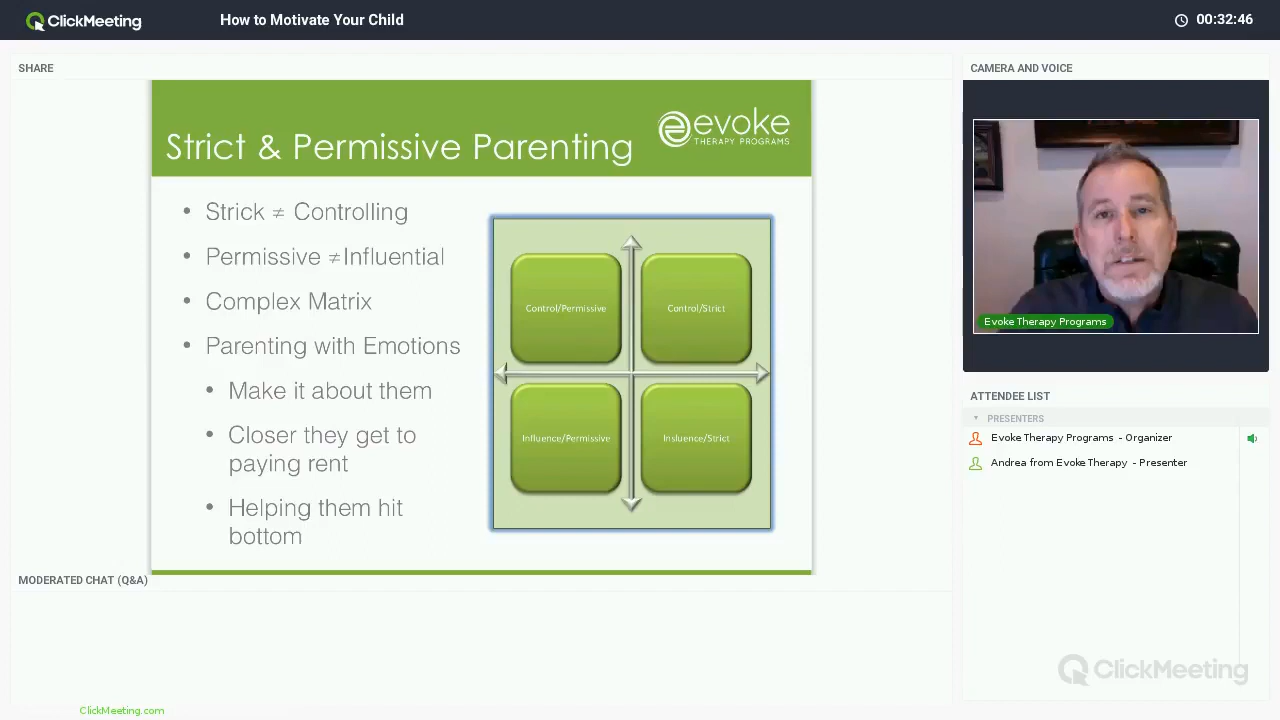 ClickMeeting
How to Motivate Your Child
00:32:46
SHARE
Strict & Permissive Parenting
evoke
THERAPY PROGRAMS
• Strick ≠ Controlling
• Permissive ≠Influential
• Complex Matrix
• Parenting with Emotions
• Make it about them
• Closer they get to
paying rent
• Helping them hit
bottom
Control/Permissive
Control/Strict
Influence/Permissive
Insluence/Strict
MODERATED CHAT (Q&A)
ClickMeeting.com
CAMERA AND VOICE
Evoke Therapy Programs
ATTENDEE LIST
PRESENTERS
Evoke Therapy Programs - Organizer
Andrea from Evoke Therapy - Presenter
ClickMeeting